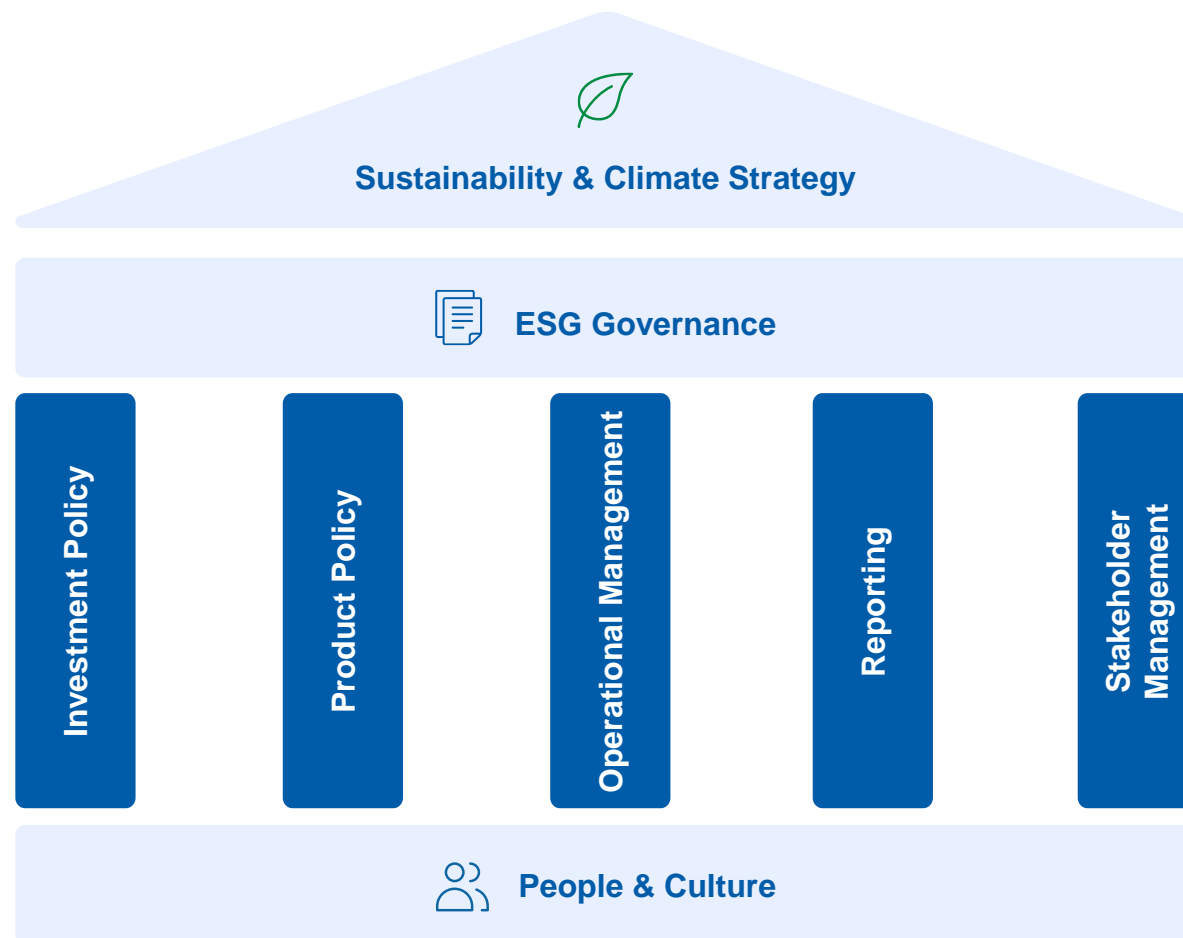 Sustainability & Climate Strategy
ESG Governance
Investment Policy
Product Policy
Operational Management
Reporting
Stakeholder
Management
People & Culture